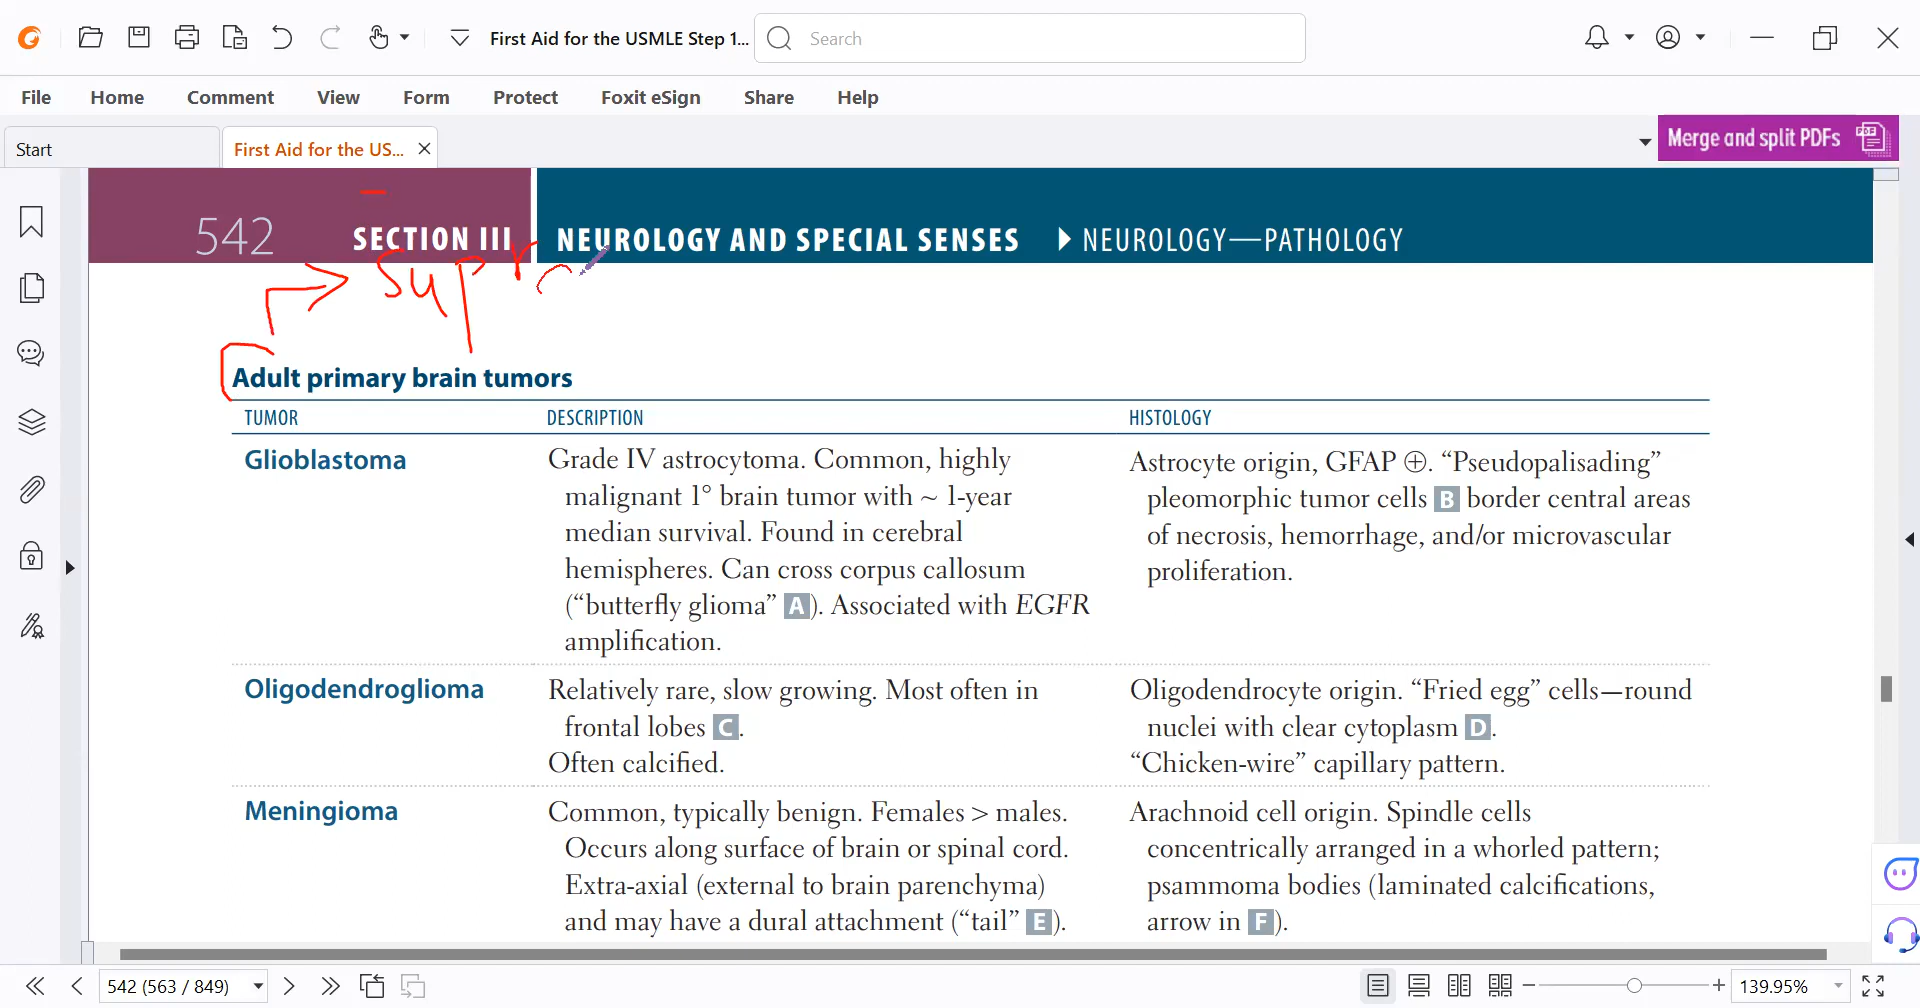 First Aid for the USMLE Step 1...
Search
File Home Comment View Form Protect Foxit eSign Share Help
Start
First Aid for the US...
Merge and split PDFs
PDF
542 SECTION III NEUROLOGY AND SPECIAL SENSES ▶ NEUROLOGY—PATHOLOGY
Supra
Adult primary brain tumors
TUMOR DESCRIPTION HISTOLOGY
Glioblastoma
Grade IV astrocytoma. Common, highly
malignant 1° brain tumor with ~ 1-year
median survival. Found in cerebral
hemispheres. Can cross corpus callosum
(“butterfly glioma” A). Associated with EGFR
amplification.
Astrocyte origin, GFAP ⊕. “Pseudopalisading”
pleomorphic tumor cells B border central areas
of necrosis, hemorrhage, and/or microvascular
proliferation.
Oligodendroglioma
Relatively rare, slow growing. Most often in
frontal lobes C.
Often calcified.
Oligodendrocyte origin. “Fried egg” cells—round
nuclei with clear cytoplasm D.
“Chicken-wire” capillary pattern.
Meningioma
Common, typically benign. Females > males.
Occurs along surface of brain or spinal cord.
Extra-axial (external to brain parenchyma)
and may have a dural attachment (“tail” E).
Arachnoid cell origin. Spindle cells
concentrically arranged in a whorled pattern;
psammoma bodies (laminated calcifications,
arrow in F).
542 (563 / 849)
139.95%